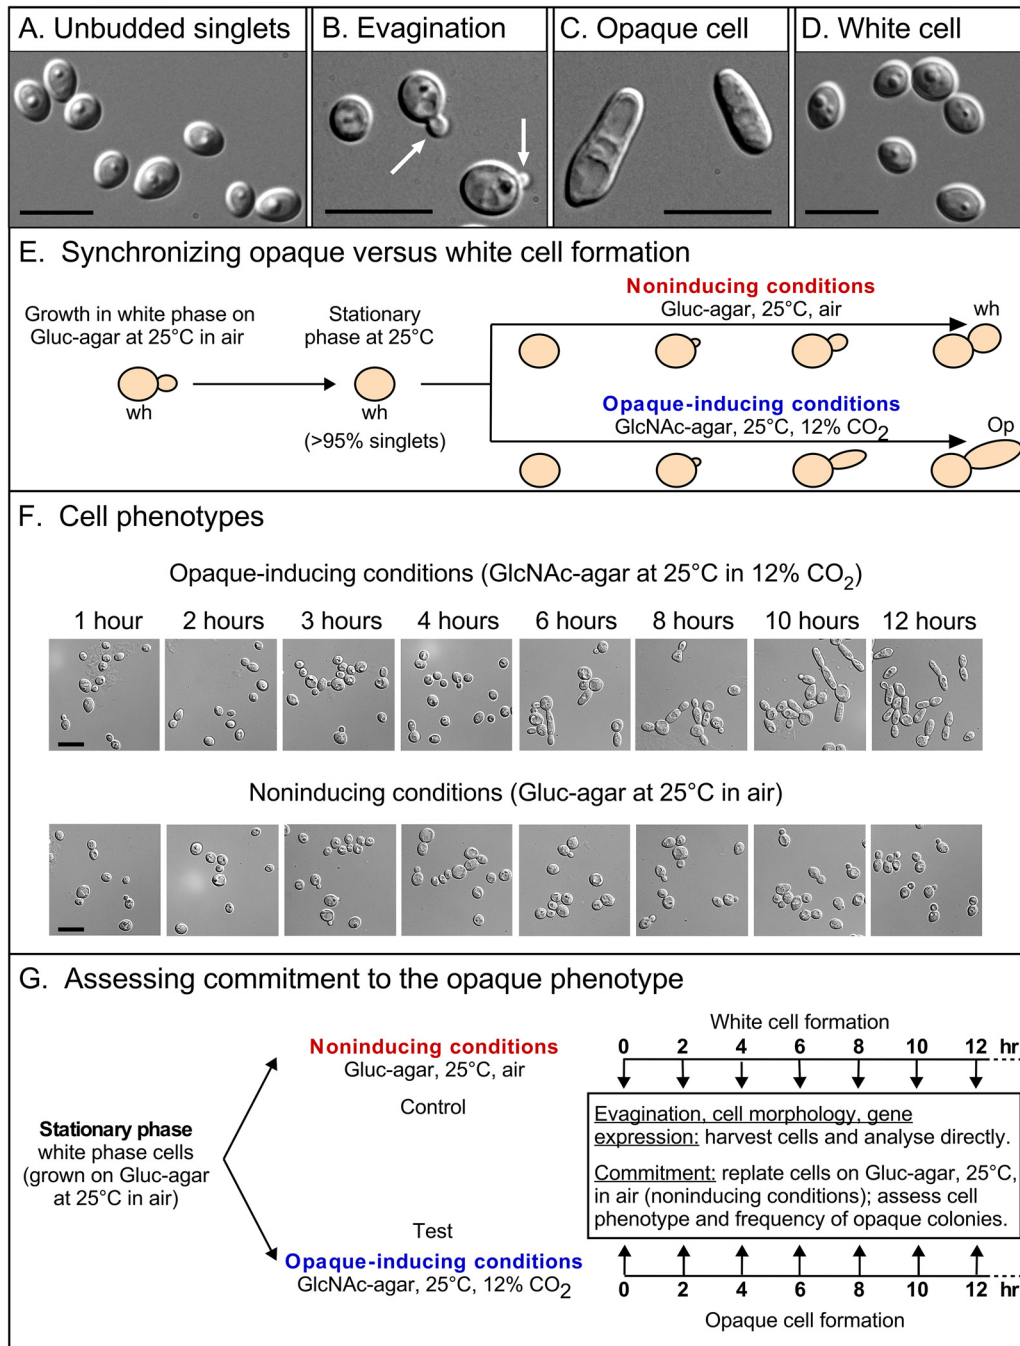 A. Unbudded singlets
B. Evagination
C. Opaque cell
D. White cell
E. Synchronizing opaque versus white cell formation
Growth in white phase on
Gluc-agar at 25°C in air
wh
Stationary
phase at 25°C
wh
(>95% singlets)
Noninducing conditions
Gluc-agar, 25°C, air
wh
Opaque-inducing conditions
GlcNAc-agar, 25°C, 12% CO2
Op
F. Cell phenotypes
Opaque-inducing conditions (GlcNAc-agar at 25°C in 12% CO2)
1 hour 2 hours 3 hours 4 hours 6 hours 8 hours 10 hours 12 hours
Noninducing conditions (Gluc-agar at 25°C in air)
G. Assessing commitment to the opaque phenotype
Stationary phase
white phase cells
(grown on Gluc-agar
at 25°C in air)
Noninducing conditions
Gluc-agar, 25°C, air
Control
Test
Opaque-inducing conditions
GlcNAc-agar, 25°C, 12% CO2
White cell formation
0 2 4 6 8 10 12 hr
Evagination, cell morphology, gene
expression: harvest cells and analyse directly.
Commitment: replate cells on Gluc-agar, 25°C,
in air (noninducing conditions); assess cell
phenotype and frequency of opaque colonies.
0 2 4 6 8 10 12 hr
Opaque cell formation